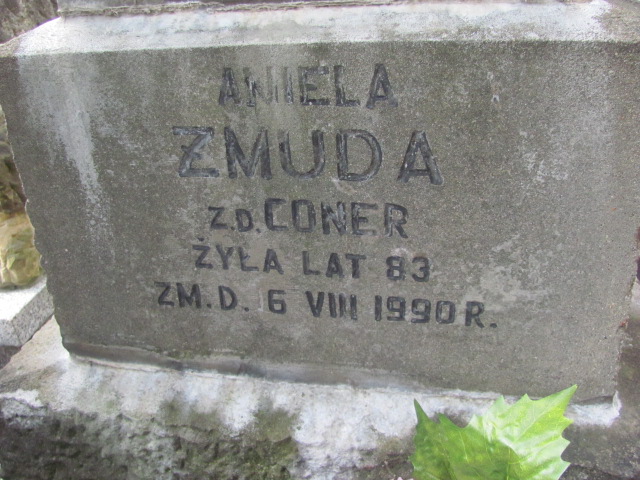 ANIELA
ZMUDA
Z.D. CONER
ŻYŁA LAT 83
ZM. D. 6 VIII 1990 R.